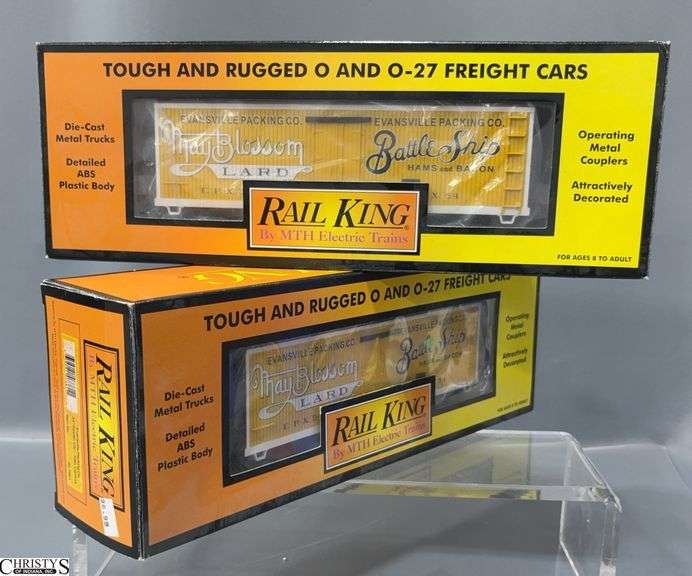 TOUGH AND RUGGED O AND O-27 FREIGHT CARS
Die-Cast
Metal Trucks
Detailed
ABS
Plastic Body
EVANSVILLE PACKING CO.
May Blossom
LARD
EVANSVILLE PACKING CO.
Battle Ship
HAMS and BACON
Operating
Metal
Couplers
Attractively
Decorated
RAIL KING®
By MTH Electric Trains
FOR AGES 8 TO ADULT
TOUGH AND RUGGED O AND O-27 FREIGHT CARS
Die-Cast
Metal Trucks
Detailed
ABS
Plastic Body
EVANSVILLE PACKING CO
May Blossom
LARD
Battle Ship
Operating
Metal
Couplers
Attractively
Decorated
RAIL KING
By MTH Electric Trains
RAIL KING
By MTH Electric Trains
CHRISTY'S
OF INDIANA, INC.